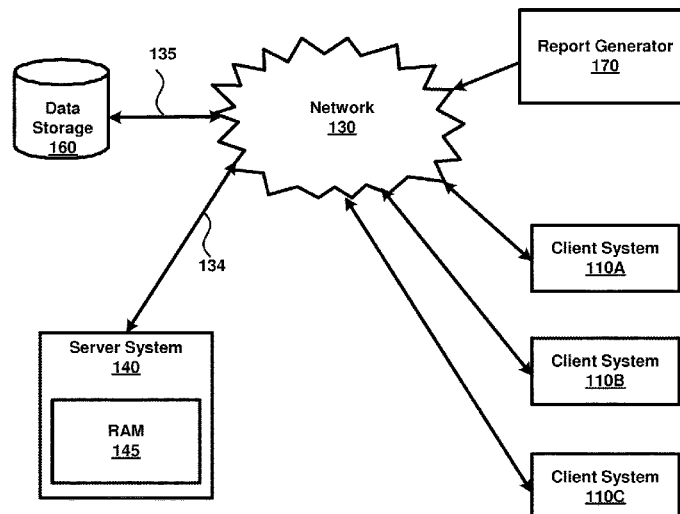 135
Data
Storage
160
Network
130
Report Generator
170
134
Client System
110A
Server System
140
RAM
145
Client System
110B
Client System
110C